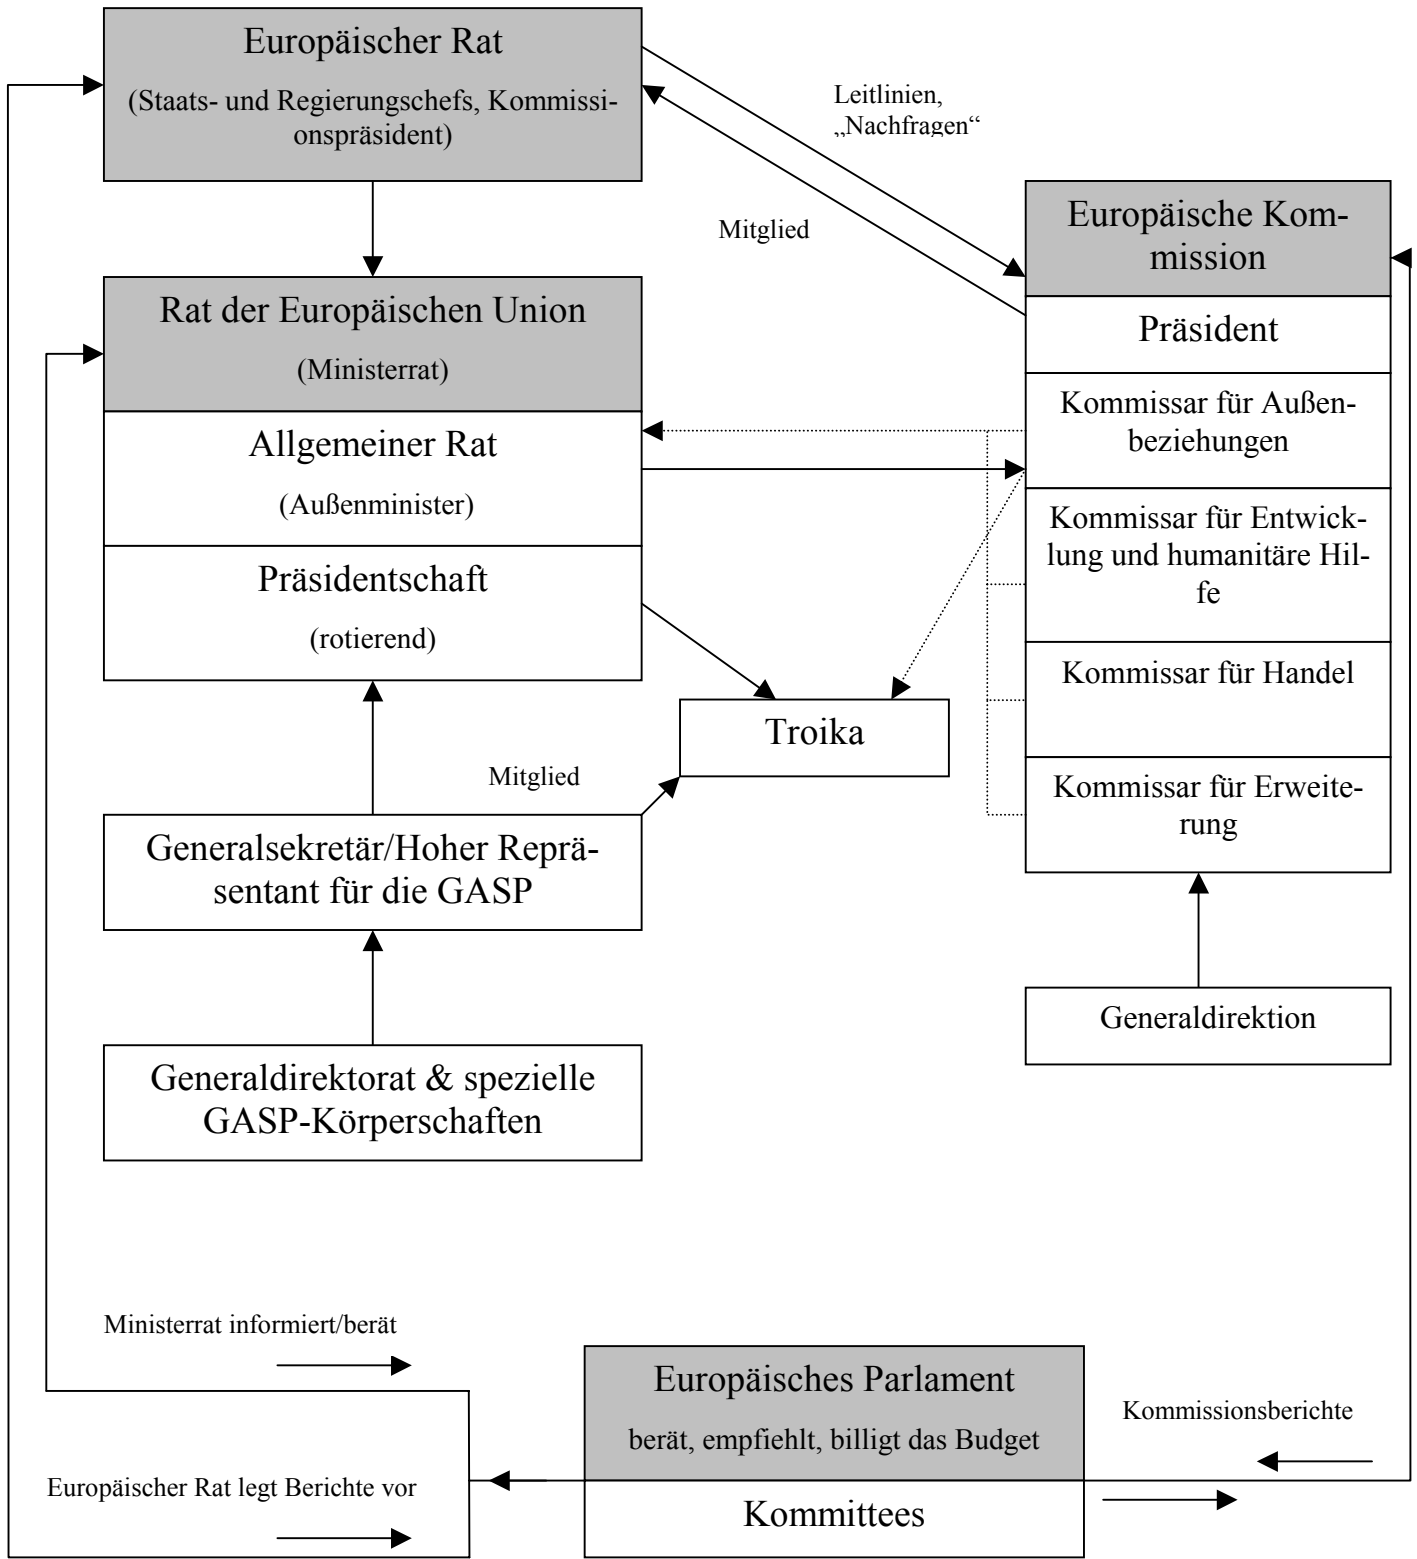 Europäischer Rat
(Staats- und Regierungschefs, Kommissi-
onspräsident)
Leitlinien,
„Nachfragen“
Mitglied
Europäische Kom-
mission
Präsident
Kommissar für Außen-
beziehungen
Kommissar für Entwick-
lung und humanitäre Hil-
fe
Kommissar für Handel
Kommissar für Erweite-
rung
Generaldirektion
Rat der Europäischen Union
(Ministerrat)
Allgemeiner Rat
(Außenminister)
Präsidentschaft
(rotierend)
Troika
Mitglied
Generalsekretär/Hoher Reprä-
sentant für die GASP
Generaldirektorat & spezielle
GASP-Körperschaften
Ministerrat informiert/berät
Europäischer Rat legt Berichte vor
Europäisches Parlament
berät, empfiehlt, billigt das Budget
Kommittees
Kommissionsberichte